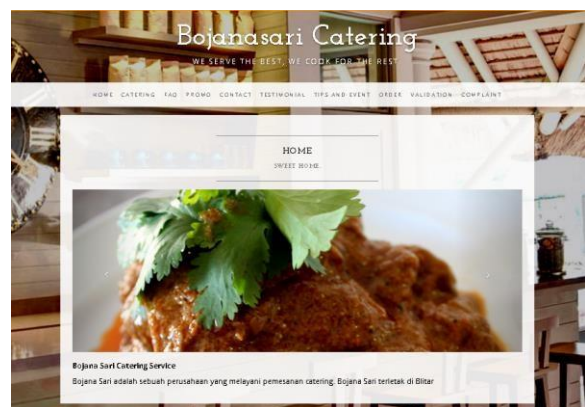 Bojanasari Catering
WE SERVE THE BEST, WE COOK FOR THE REST
HOME CATERING FAQ PROMO CONTACT TESTIMONIAL TIPS AND EVENT ORDER VALIDATION COMPLAINT
HOME
SWEET HOME.
Bojana Sari Catering Service
Bojana Sari adalah sebuah perusahaan yang melayani pemesanan catering. Bojana Sari terletak di Blitar